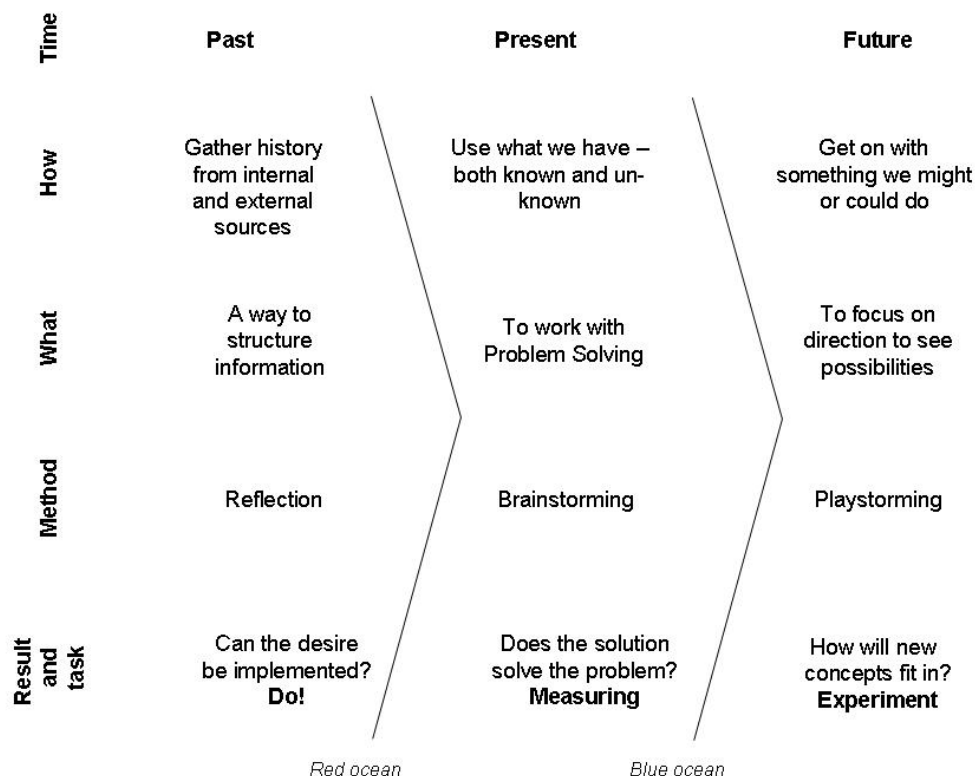 Time
Past
Present
Future
How
Gather history
from internal
and external
sources
Use what we have –
both known and un-
known
Get on with
something we might
or could do
What
A way to
structure
information
To work with
Problem Solving
To focus on
direction to see
possibilities
Method
Reflection
Brainstorming
Playstorming
Result
and
task
Can the desire
be implemented?
Do!
Does the solution
solve the problem?
Measuring
How will new
concepts fit in?
Experiment
Red ocean
Blue ocean